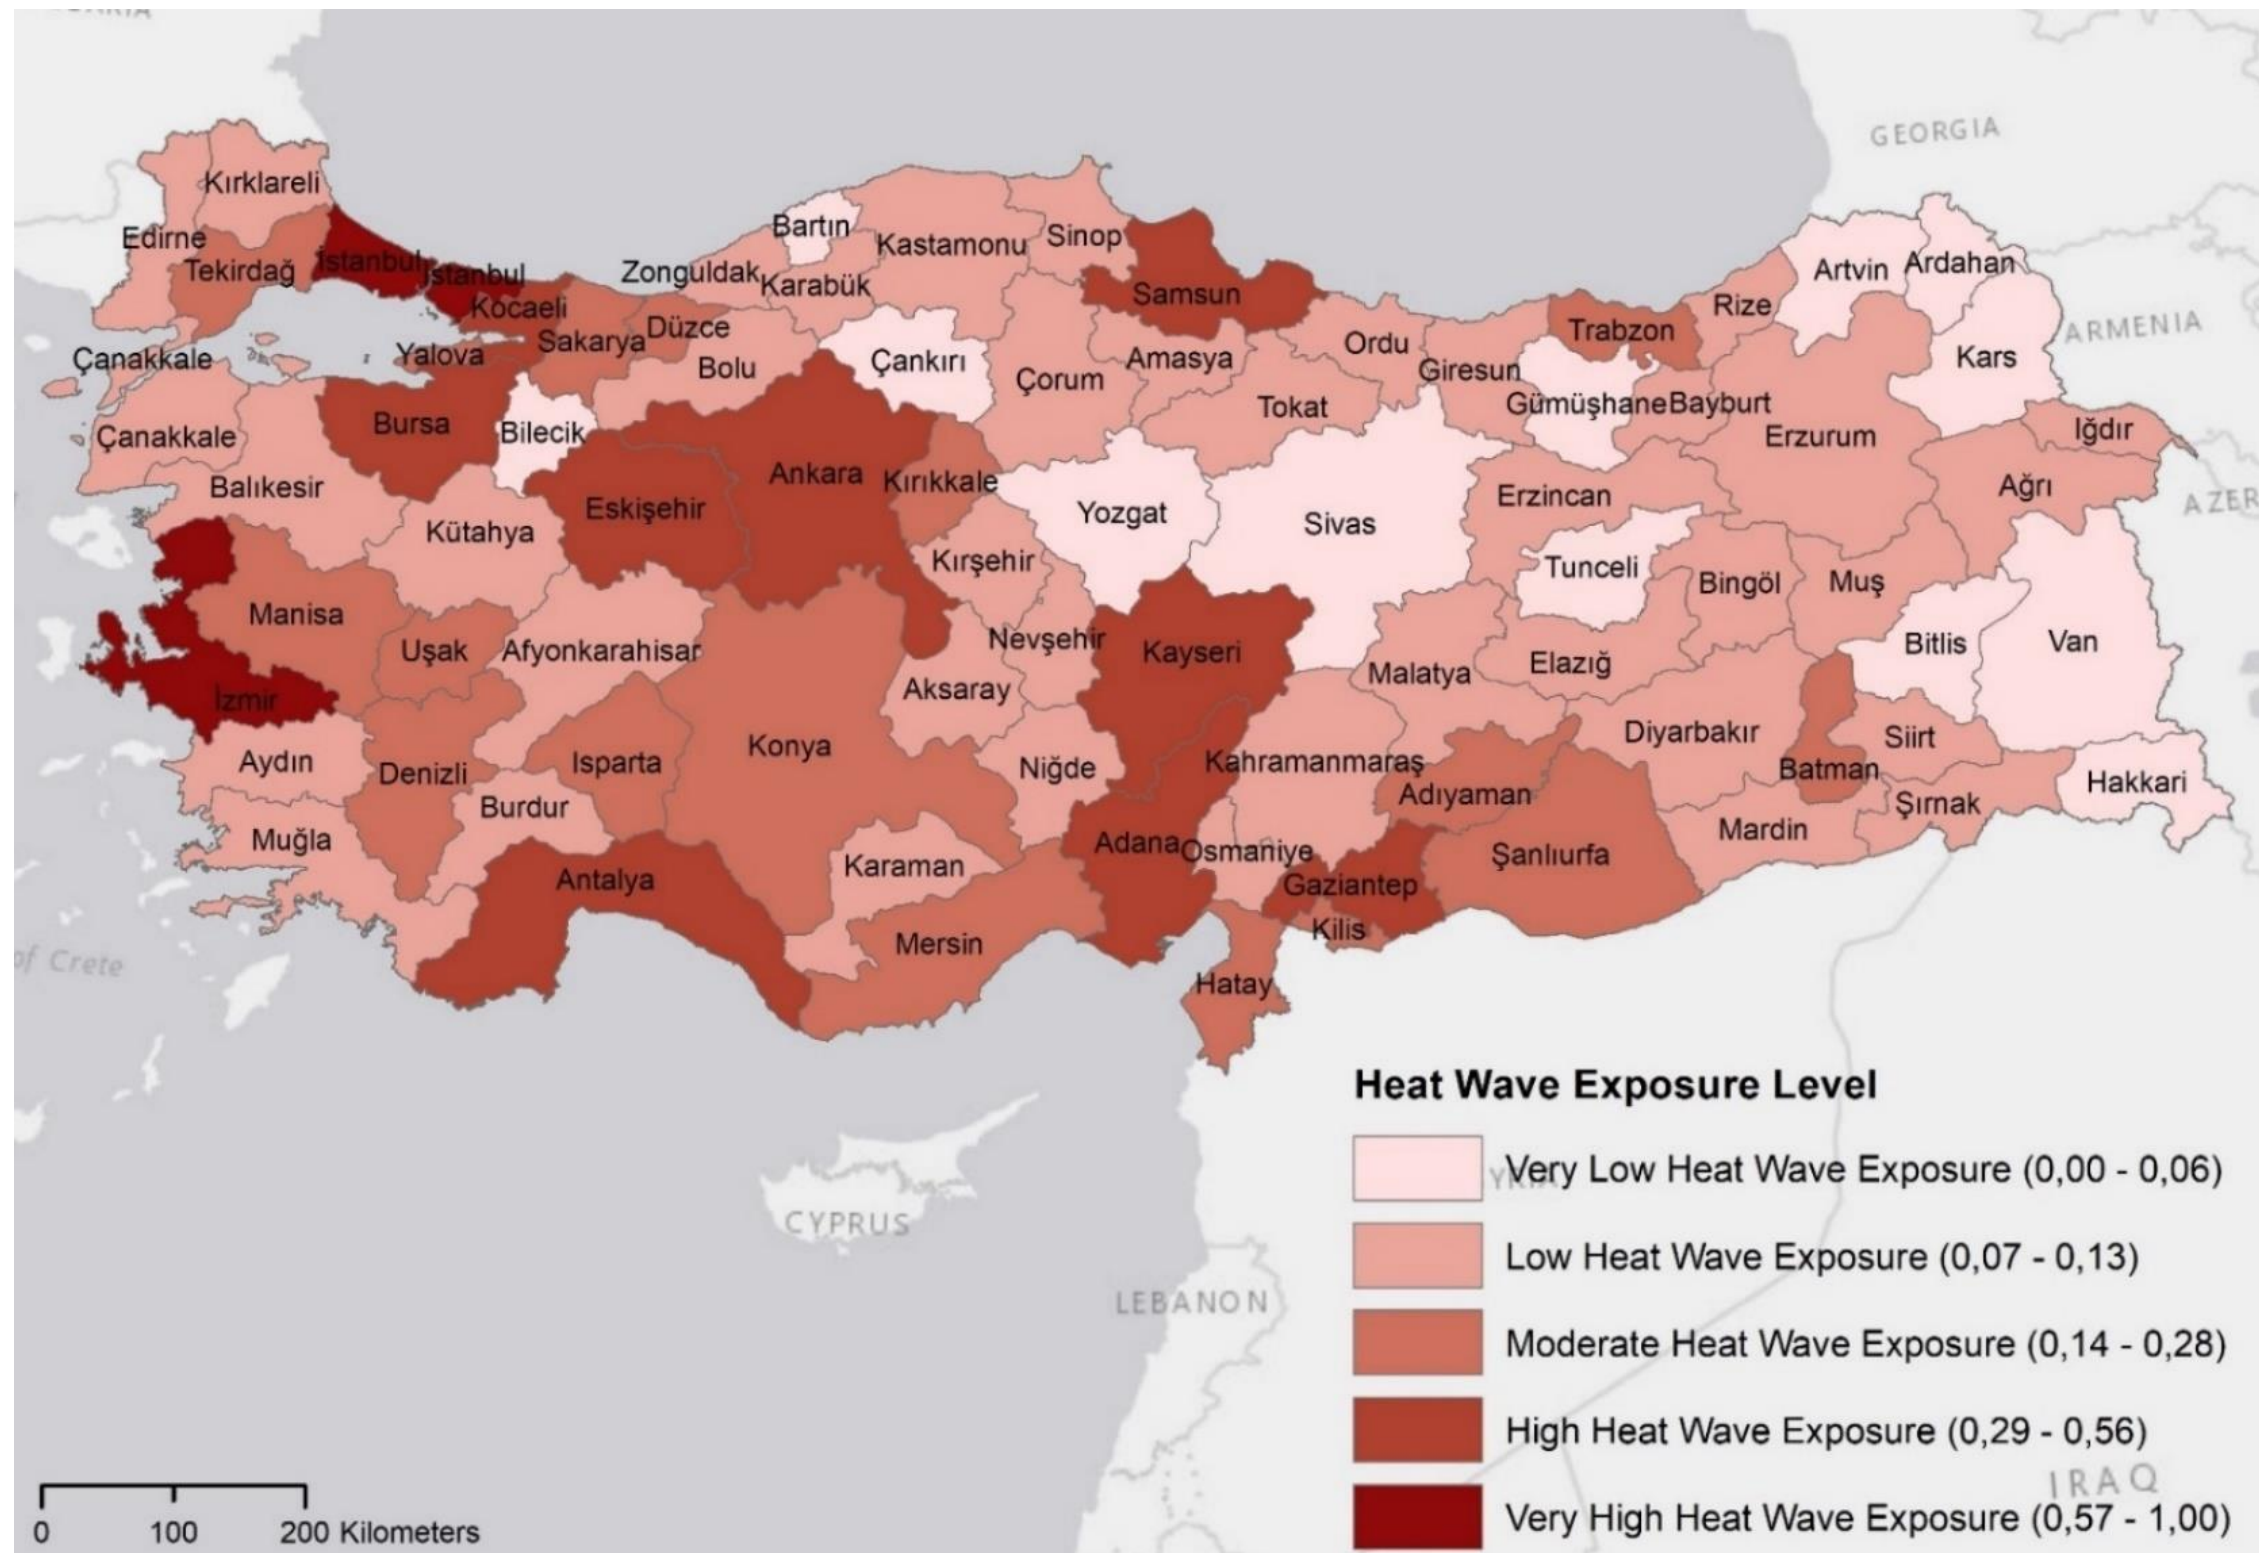 GEORGIA
ARMENIA
AZER
Kırklareli
Edirne
Tekirdağ
İstanbul
İstanbul
Kocaeli
Sakarya
Düzce
Yalova
Zonguldak
Bartın
Karabük
Kastamonu
Sinop
Samsun
Çanakkale
Çanakkale
Bolu
Çankırı
Çorum
Amasya
Ordu
Giresun
Trabzon
Rize
Artvin
Ardahan
Kars
Bursa
Bilecik
Tokat
Gümüşhane
Bayburt
Erzurum
Iğdır
Balıkesir
Kütahya
Eskişehir
Ankara
Kırıkkale
Yozgat
Sivas
Erzincan
Ağrı
Kırşehir
Tunceli
Bingöl
Muş
Manisa
Uşak
Afyonkarahisar
Nevşehir
Kayseri
Malatya
Elazığ
Bitlis
Van
İzmir
Aksaray
Aydın
Denizli
Isparta
Konya
Niğde
Kahramanmaraş
Adıyaman
Diyarbakır
Batman
Siirt
Şırnak
Hakkari
Burdur
Muğla
Antalya
Karaman
Adana
Osmaniye
Gaziantep
Şanlıurfa
Mardin
Mersin
Kilis
Hatay
of Crete
CYPRUS
LEBANON
IRAQ
Heat Wave Exposure Level
Very Low Heat Wave Exposure (0,00 - 0,06)
Low Heat Wave Exposure (0,07 - 0,13)
Moderate Heat Wave Exposure (0,14 - 0,28)
High Heat Wave Exposure (0,29 - 0,56)
Very High Heat Wave Exposure (0,57 - 1,00)
0 100 200 Kilometers